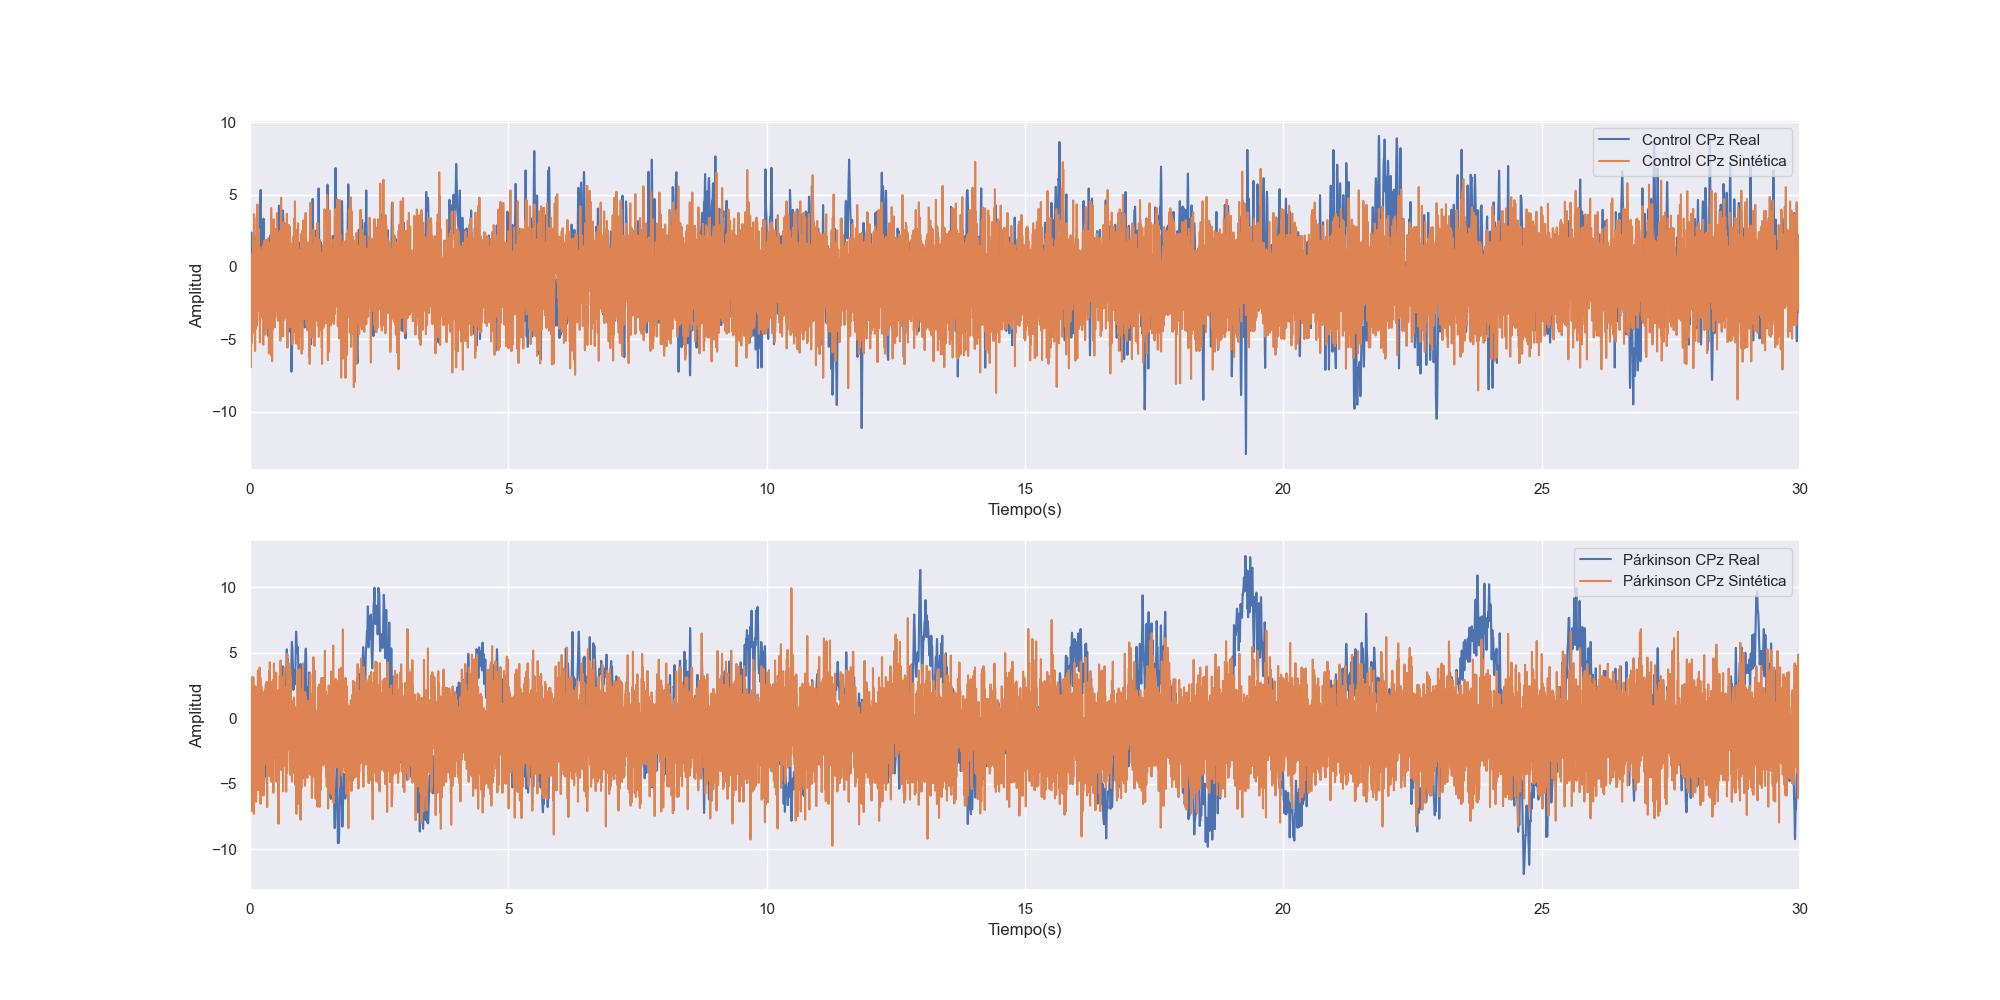 10
5
0
−5
−10
Amplitud
Control CPz Real
Control CPz Sintética
0 5 10 15 20 25 30
Tiempo(s)
10
5
0
−5
−10
Amplitud
Párkinson CPz Real
Párkinson CPz Sintética
0 5 10 15 20 25 30
Tiempo(s)